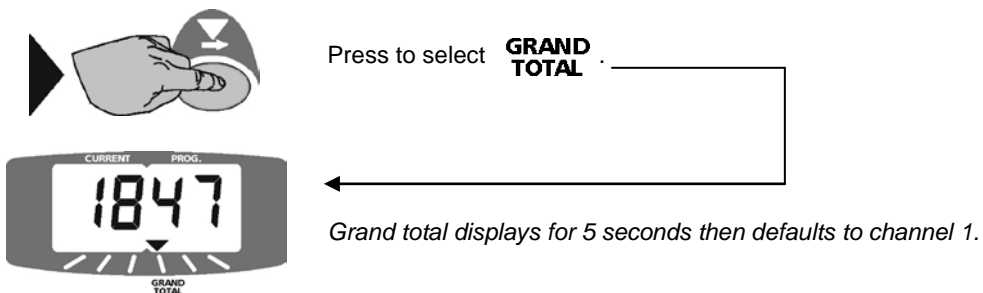 Press to select GRAND
TOTAL .
CURRENT PROG.
1847
GRAND
TOTAL
Grand total displays for 5 seconds then defaults to channel 1.